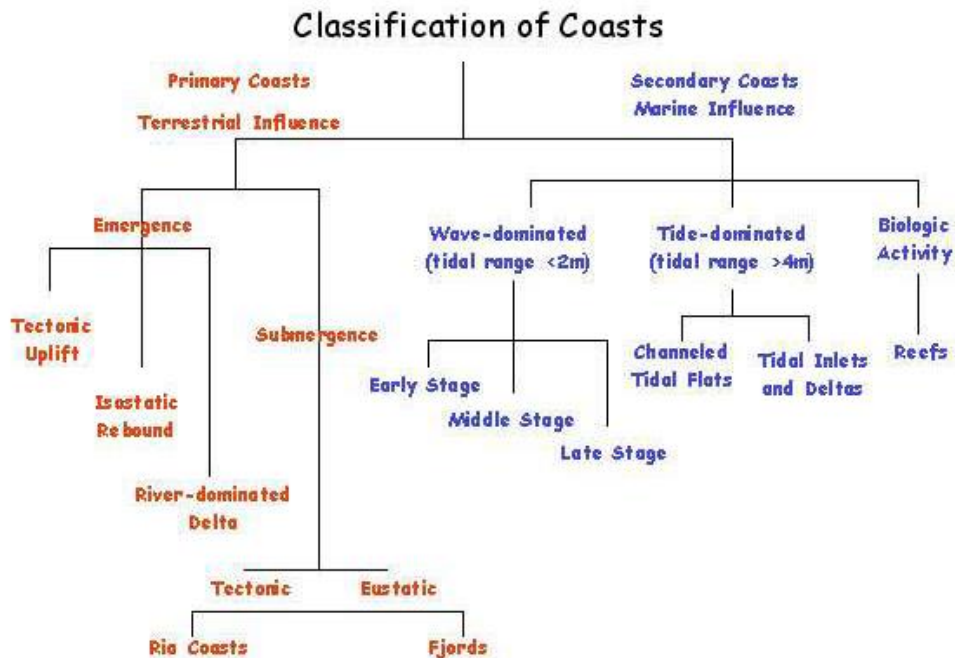 Classification of Coasts
Primary Coasts
Terrestrial Influence
Secondary Coasts
Marine Influence
Emergence
Tectonic
Uplift
Isostatic
Rebound
River-dominated
Delta
Submergence
Tectonic
Eustatic
Ria Coasts
Fjords
Wave-dominated
(tidal range <2m)
Early Stage
Middle Stage
Late Stage
Tide-dominated
(tidal range >4m)
Channeled
Tidal Flats
Tidal Inlets
and Deltas
Biologic
Activity
Reefs